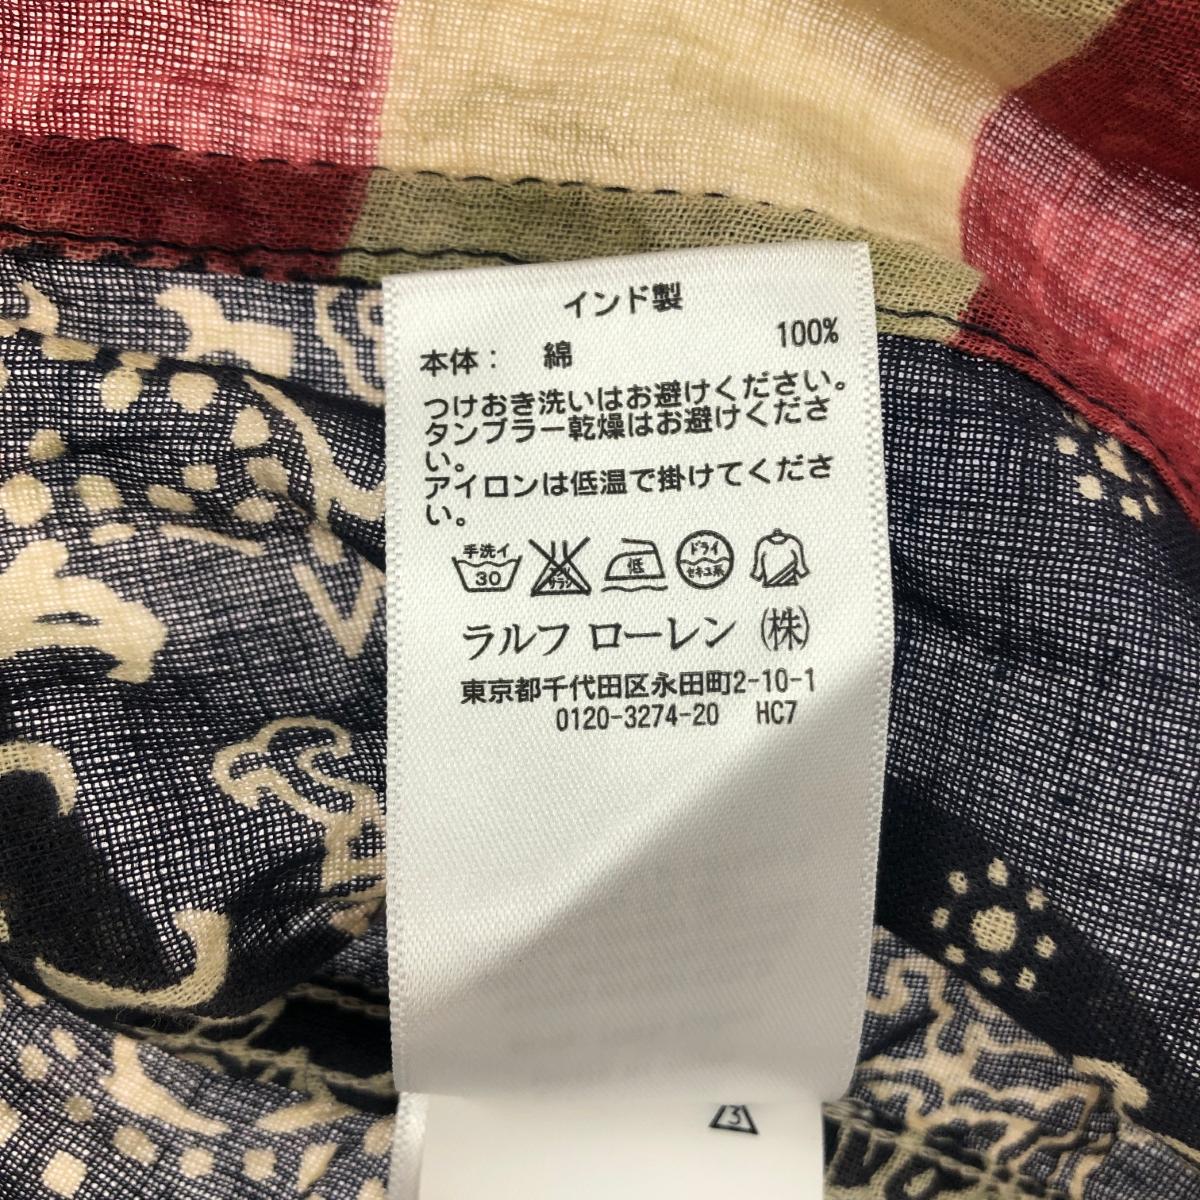 インド製
本体： 綿 100%
つけおき洗いはお避けください。
タンブラー乾燥はお避けくださ
い。
アイロンは低温で掛けてくださ
い。
手洗イ 30 エンソサラシ 低 ドライ セキユ系
ラルフ ローレン (株)
東京都千代田区永田町2-10-1
0120-3274-20 HC7
3